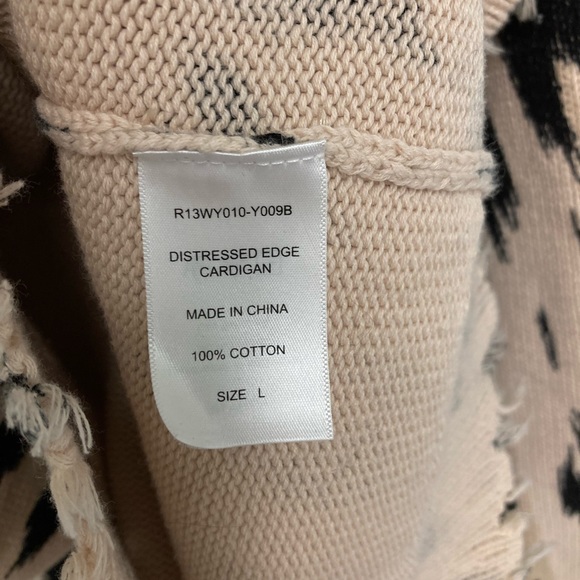 R13WY010-Y009B
DISTRESSED EDGE
CARDIGAN
MADE IN CHINA
100% COTTON
SIZE L